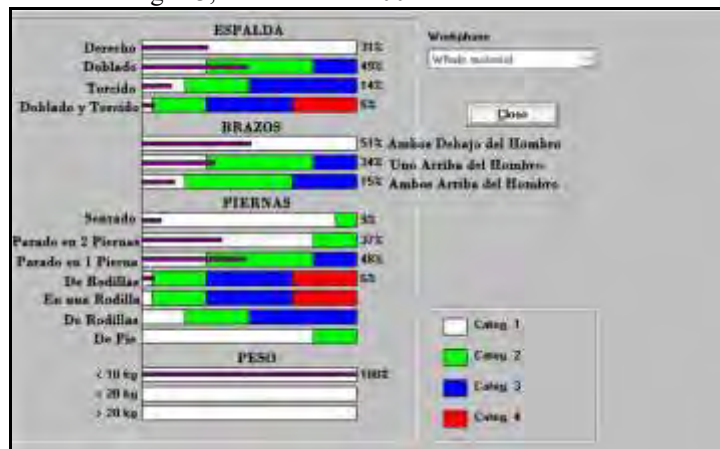 ESPALDA
Derecho 31%
Doblado 49%
Torcido 14%
Doblado y Torcido 6%
BRAZOS
51% Ambos Debajo del Hombro
34% Uno Arriba del Hombro
15% Ambos Arriba del Hombro
PIERNAS
Sentado 9%
Parado en 2 Piernas 37%
Parado en 1 Pierna 48%
De Rodillas 6%
En una Rodilla
De Rodillas
De Pie
PESO
< 10 kg 100%
< 20 kg
> 20 kg
Workphase
Whole material
Close
Categ. 1
Categ. 2
Categ. 3
Categ. 4